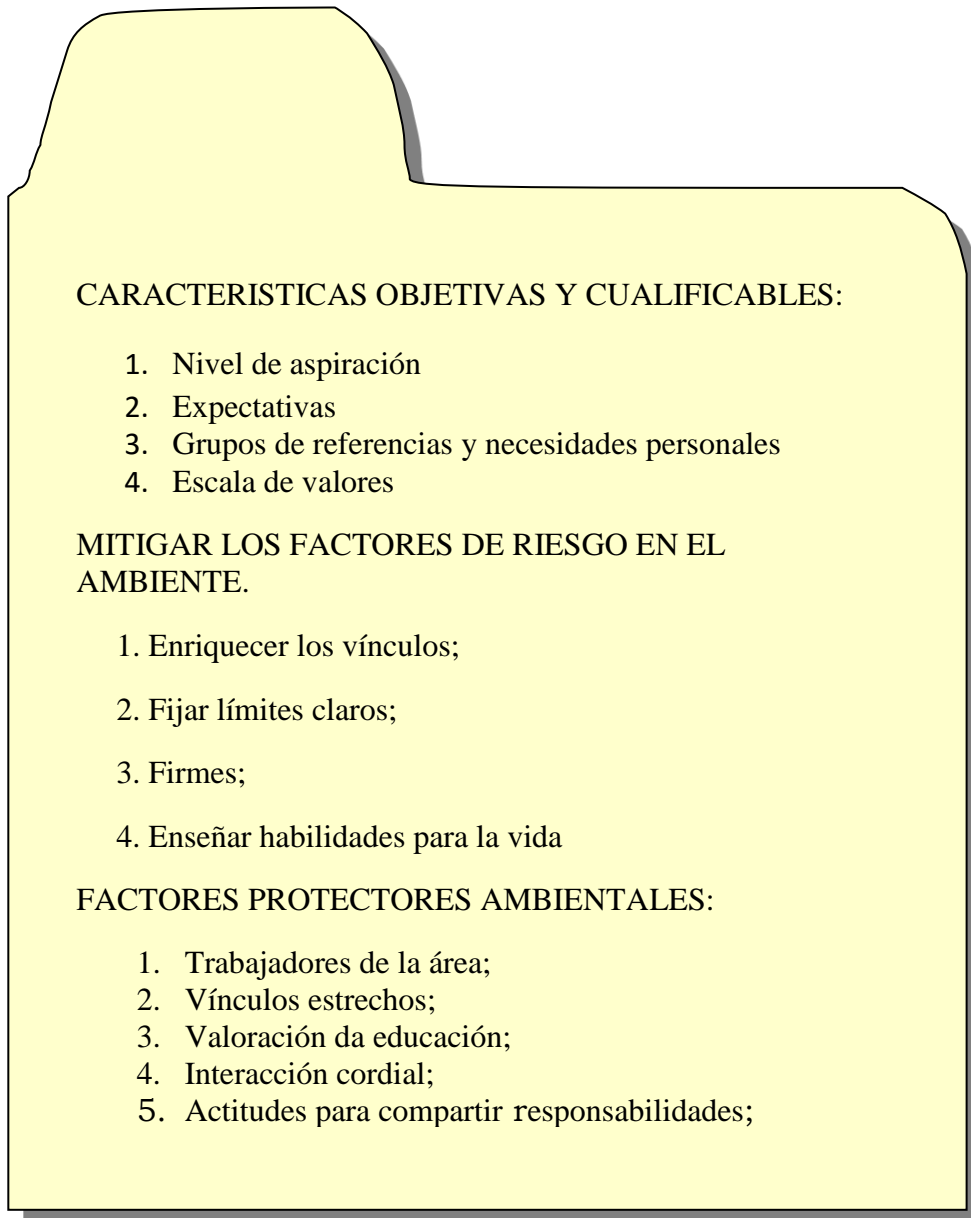 CARACTERISTICAS OBJETIVAS Y CUALIFICABLES:
1. Nivel de aspiración
2. Expectativas
3. Grupos de referencias y necesidades personales
4. Escala de valores
MITIGAR LOS FACTORES DE RIESGO EN EL
AMBIENTE.
1. Enriquecer los vínculos;
2. Fijar límites claros;
3. Firmes;
4. Enseñar habilidades para la vida
FACTORES PROTECTORES AMBIENTALES:
1. Trabajadores de la área;
2. Vínculos estrechos;
3. Valoración da educación;
4. Interacción cordial;
5. Actitudes para compartir responsabilidades;